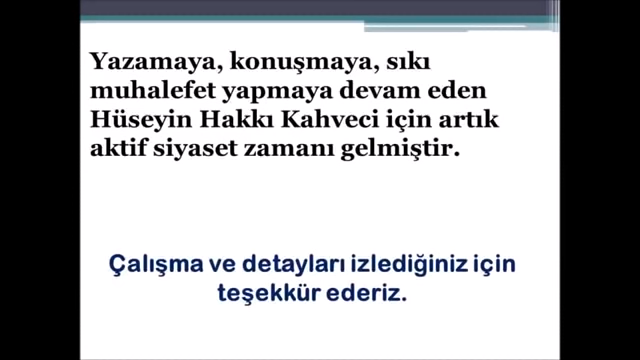 Yazamaya, konuşmaya, sıkı
muhalefet yapmaya devam eden
Hüseyin Hakkı Kahveci için artık
aktif siyaset zamanı gelmiştir.
Çalışma ve detayları izlediğiniz için
teşekkür ederiz.